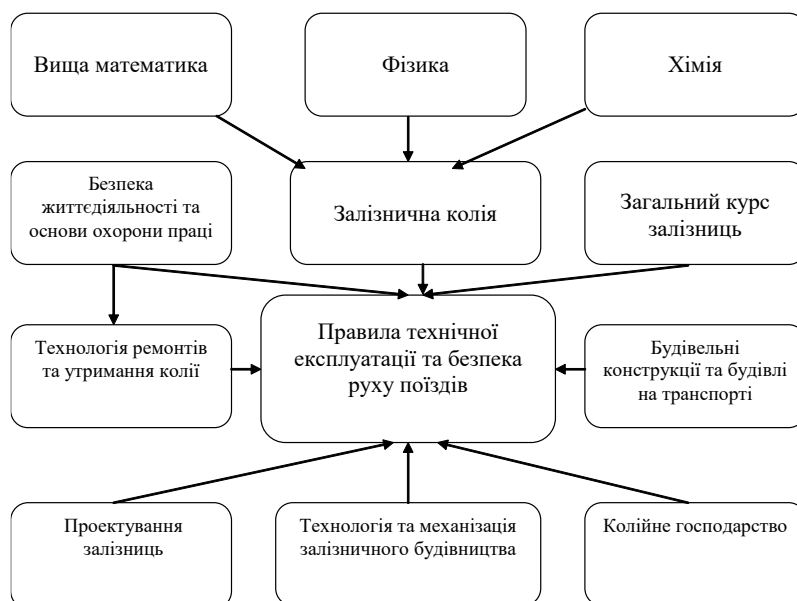 Вища математика
Фізика
Хімія
Безпека
життєдіяльності та
основи охорони праці
Залізнична колія
Загальний курс
залізниць
Технологія ремонтів
та утримання колії
Правила технічної
експлуатації та безпека
руху поїздів
Будівельні
конструкції та будівлі
на транспорті
Проектування
залізниць
Технологія та механізація
залізничного будівництва
Колійне господарство